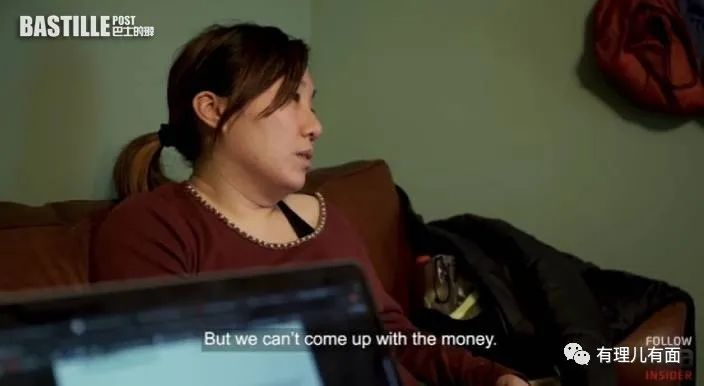 BASTILLE POST
巴士的報
But we can't come up with the money.
FOLLOW
INSIDER
有理儿有面